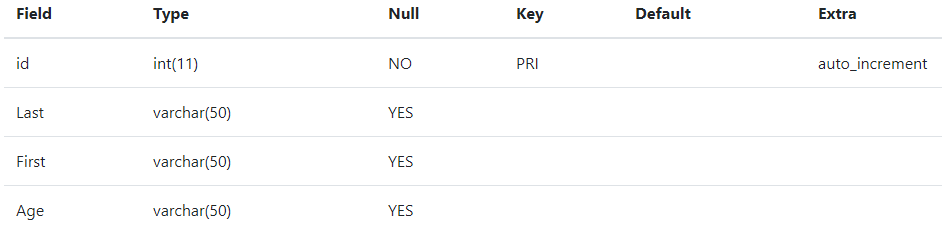 Field Type Null Key Default Extra
id int(11) NO PRI auto_increment
Last varchar(50) YES
First varchar(50) YES
Age varchar(50) YES